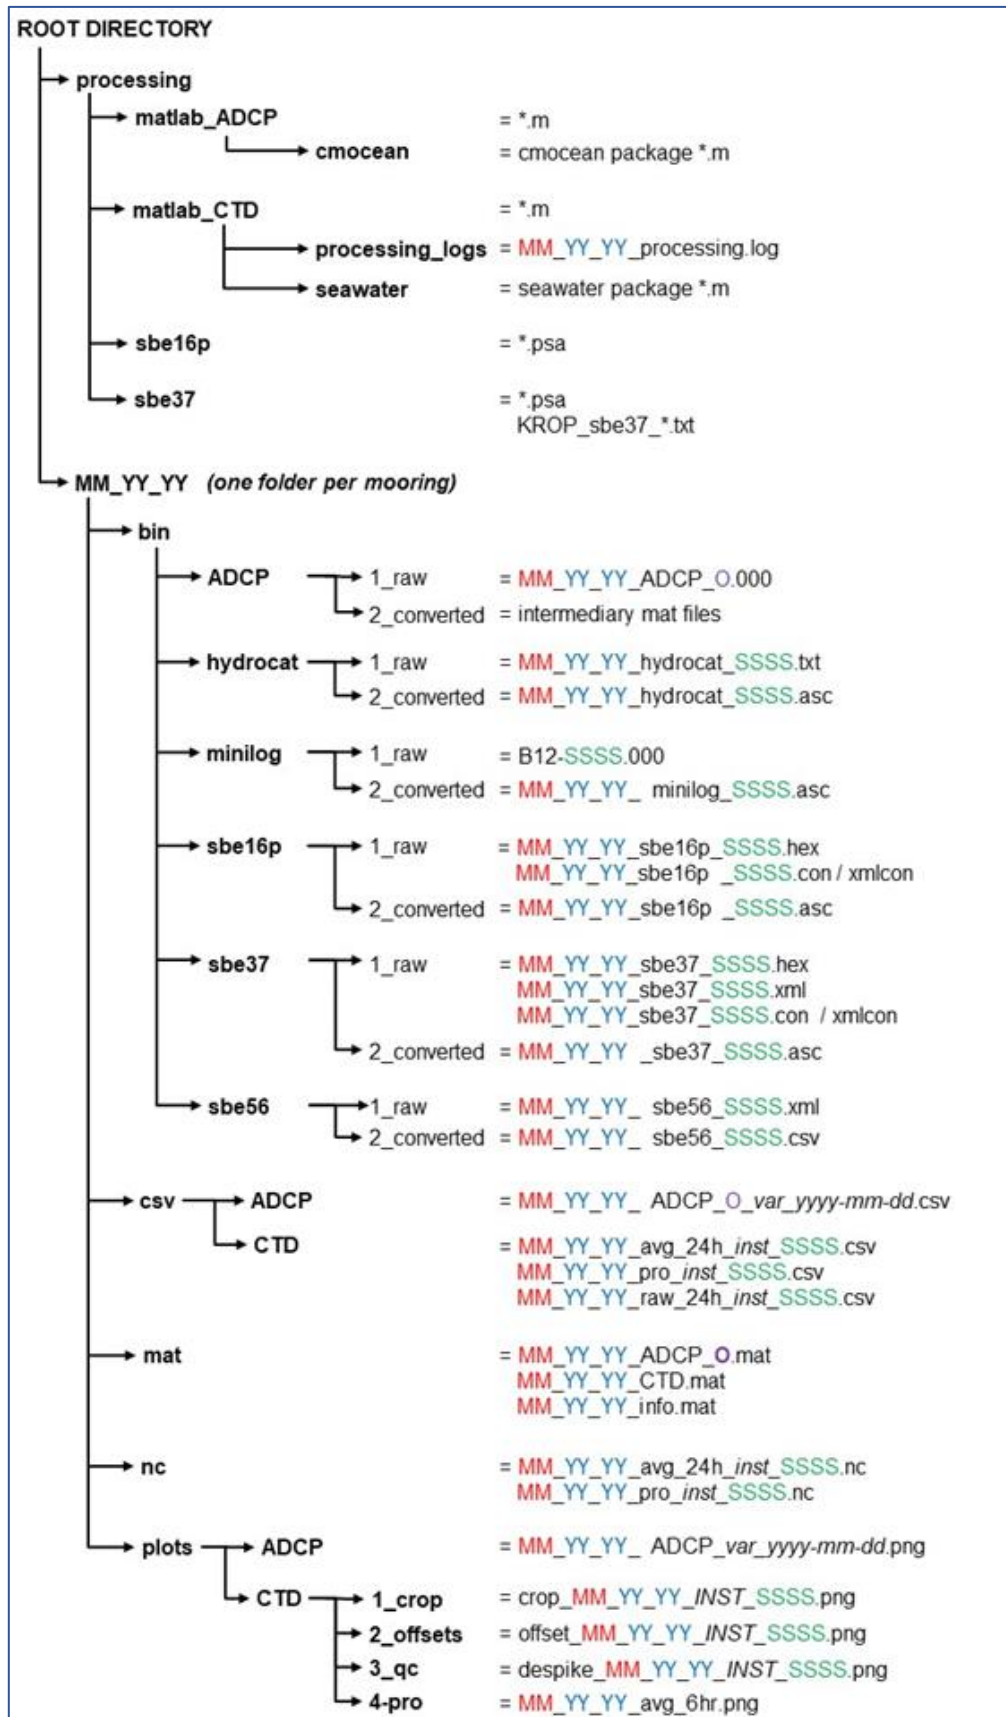 ROOT DIRECTORY
processing
matlab_ADCP = *.m
cmocean = cmocean package *.m
matlab_CTD = *.m
processing_logs = MM_YY_YY_processing.log
seawater = seawater package *.m
sbe16p = *.psa
sbe37 = *.psa
KROP_sbe37_*.txt
MM_YY_YY (one folder per mooring)
bin
ADCP 1_raw = MM_YY_YY_ADCP_O.000
2_converted = intermediary mat files
hydrocat 1_raw = MM_YY_YY_hydrocat_SSSS.txt
2_converted = MM_YY_YY_hydrocat_SSSS.asc
minilog 1_raw = B12-SSSS.000
2_converted = MM_YY_YY_ minilog_SSSS.asc
sbe16p 1_raw = MM_YY_YY_sbe16p_SSSS.hex
MM_YY_YY_sbe16p _SSSS.con / xmlcon
2_converted = MM_YY_YY_sbe16p _SSSS.asc
sbe37 1_raw = MM_YY_YY_sbe37_SSSS.hex
MM_YY_YY_sbe37_SSSS.xml
MM_YY_YY_sbe37_SSSS.con / xmlcon
2_converted = MM_YY_YY _sbe37_SSSS.asc
sbe56 1_raw = MM_YY_YY_ sbe56_SSSS.xml
2_converted = MM_YY_YY_ sbe56_SSSS.csv
csv ADCP = MM_YY_YY_ ADCP_O_var_yyyy-mm-dd.csv
CTD = MM_YY_YY_avg_24h_inst_SSSS.csv
MM_YY_YY_pro_inst_SSSS.csv
MM_YY_YY_raw_24h_inst_SSSS.csv
mat = MM_YY_YY_ADCP_O.mat
MM_YY_YY_CTD.mat
MM_YY_YY_info.mat
nc = MM_YY_YY_avg_24h_inst_SSSS.nc
MM_YY_YY_pro_inst_SSSS.nc
plots ADCP = MM_YY_YY_ ADCP_var_yyyy-mm-dd.png
CTD 1_crop = crop_MM_YY_YY_INST_SSSS.png
2_offsets = offset_MM_YY_YY_INST_SSSS.png
3_qc = despike_MM_YY_YY_INST_SSSS.png
4-pro = MM_YY_YY_avg_6hr.png